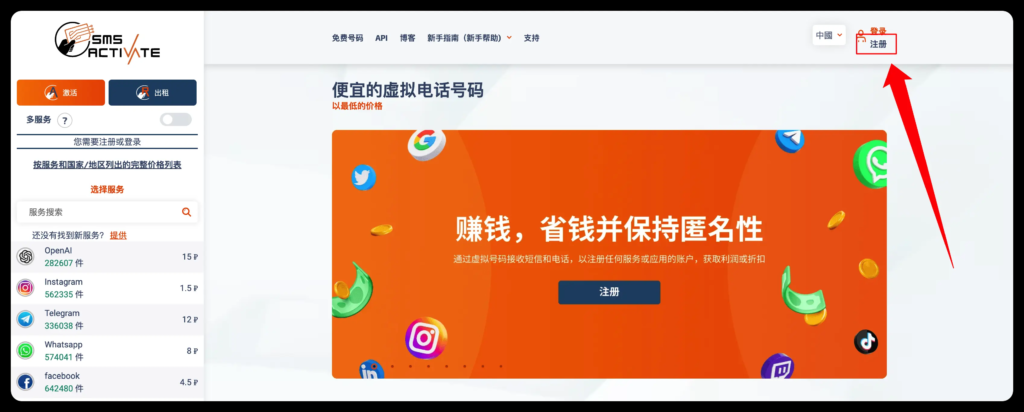 SMS
ACTIVATE
免费号码
API
博客
新手指南（新手帮助）
支持
中國
登录
注册
激活
出租
多服务
?
您需要注册或登录
按服务和国家/地区列出的完整价格列表
选择服务
服务搜索
还没有找到新服务？ 提供
OpenAI
282607 件
15 ₽
Instagram
562335 件
1.5 ₽
Telegram
336038 件
12 ₽
Whatsapp
574041 件
8 ₽
facebook
642480 件
4.5 ₽
便宜的虚拟电话号码
以最低的价格
赚钱，省钱并保持匿名性
通过虚拟号码接收短信和电话，以注册任何服务或应用的账户，获取利润或折扣
注册